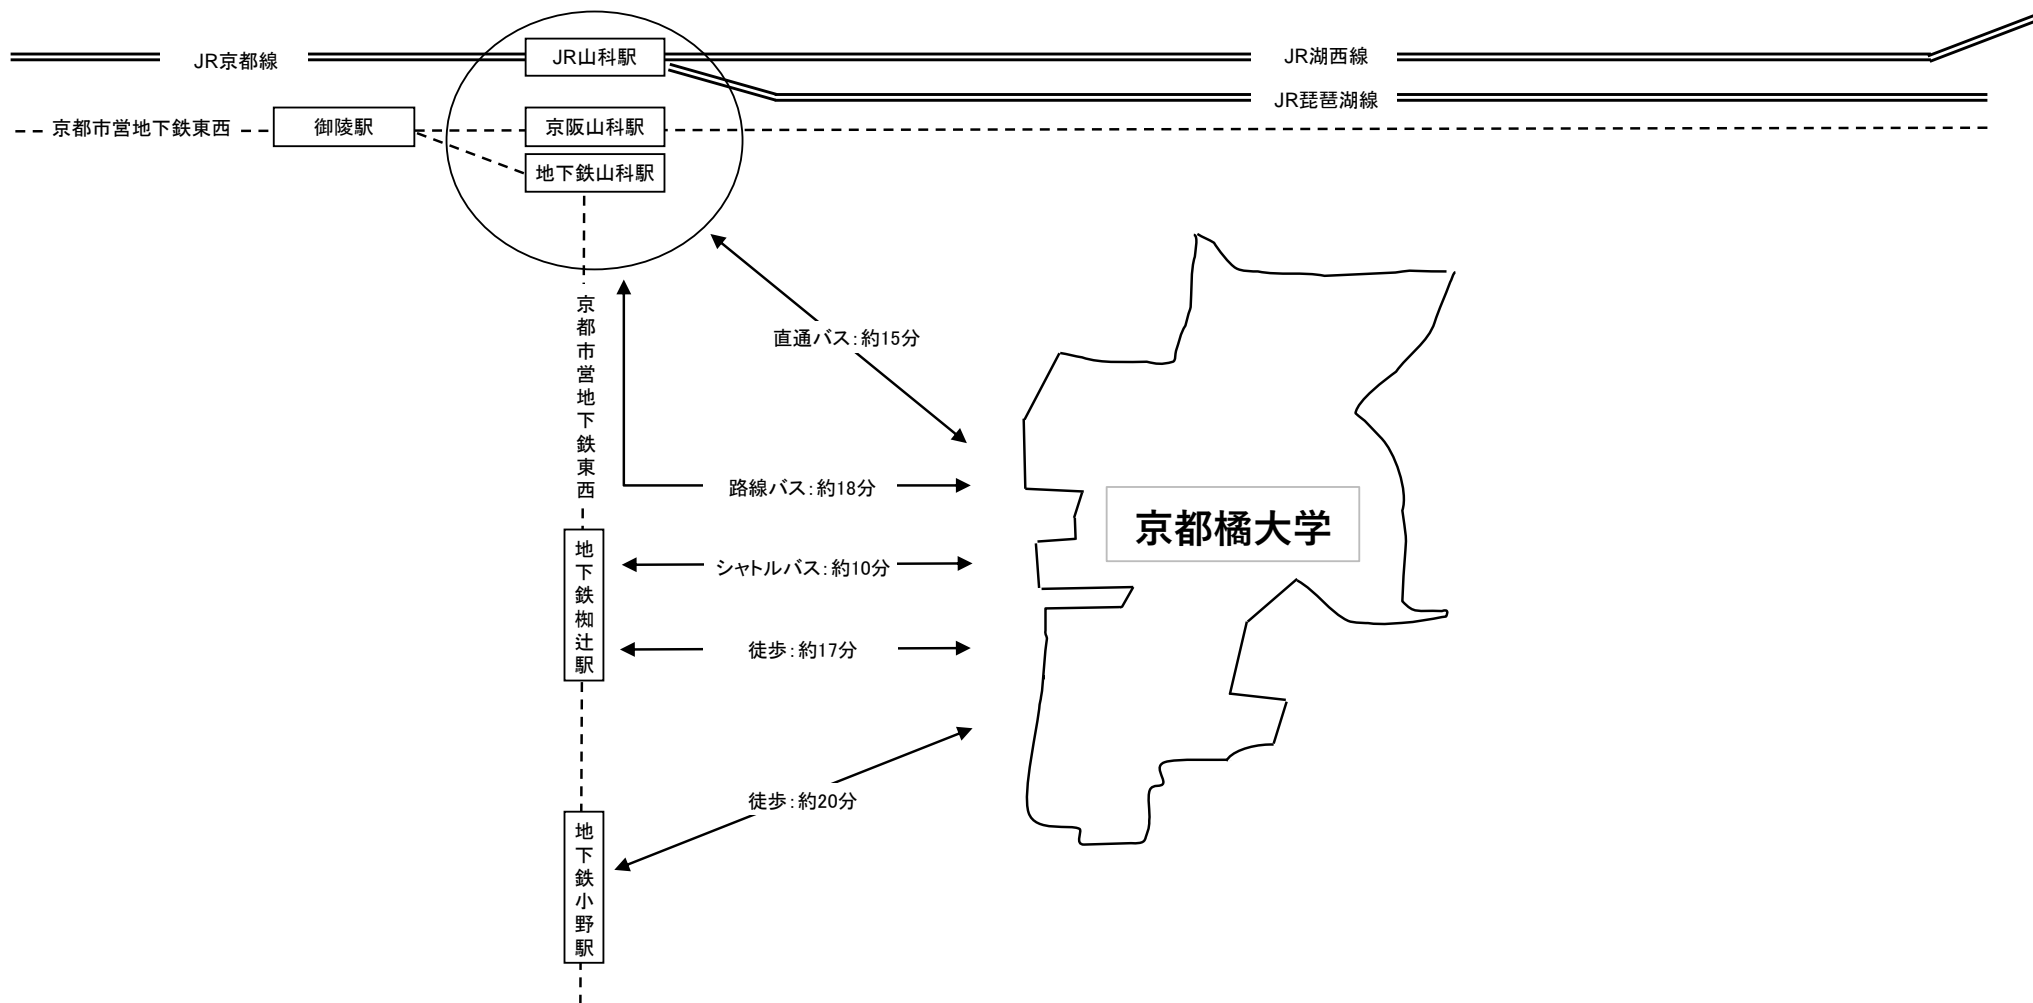 JR京都線
JR山科駅
JR湖西線
JR琵琶湖線
京都市営地下鉄東西
御陵駅
京阪山科駅
地下鉄山科駅
京都市営地下鉄東西
直通バス：約15分
路線バス：約18分
京都橘大学
地下鉄椥辻駅
シャトルバス：約10分
徒歩：約17分
徒歩：約20分
地下鉄小野駅